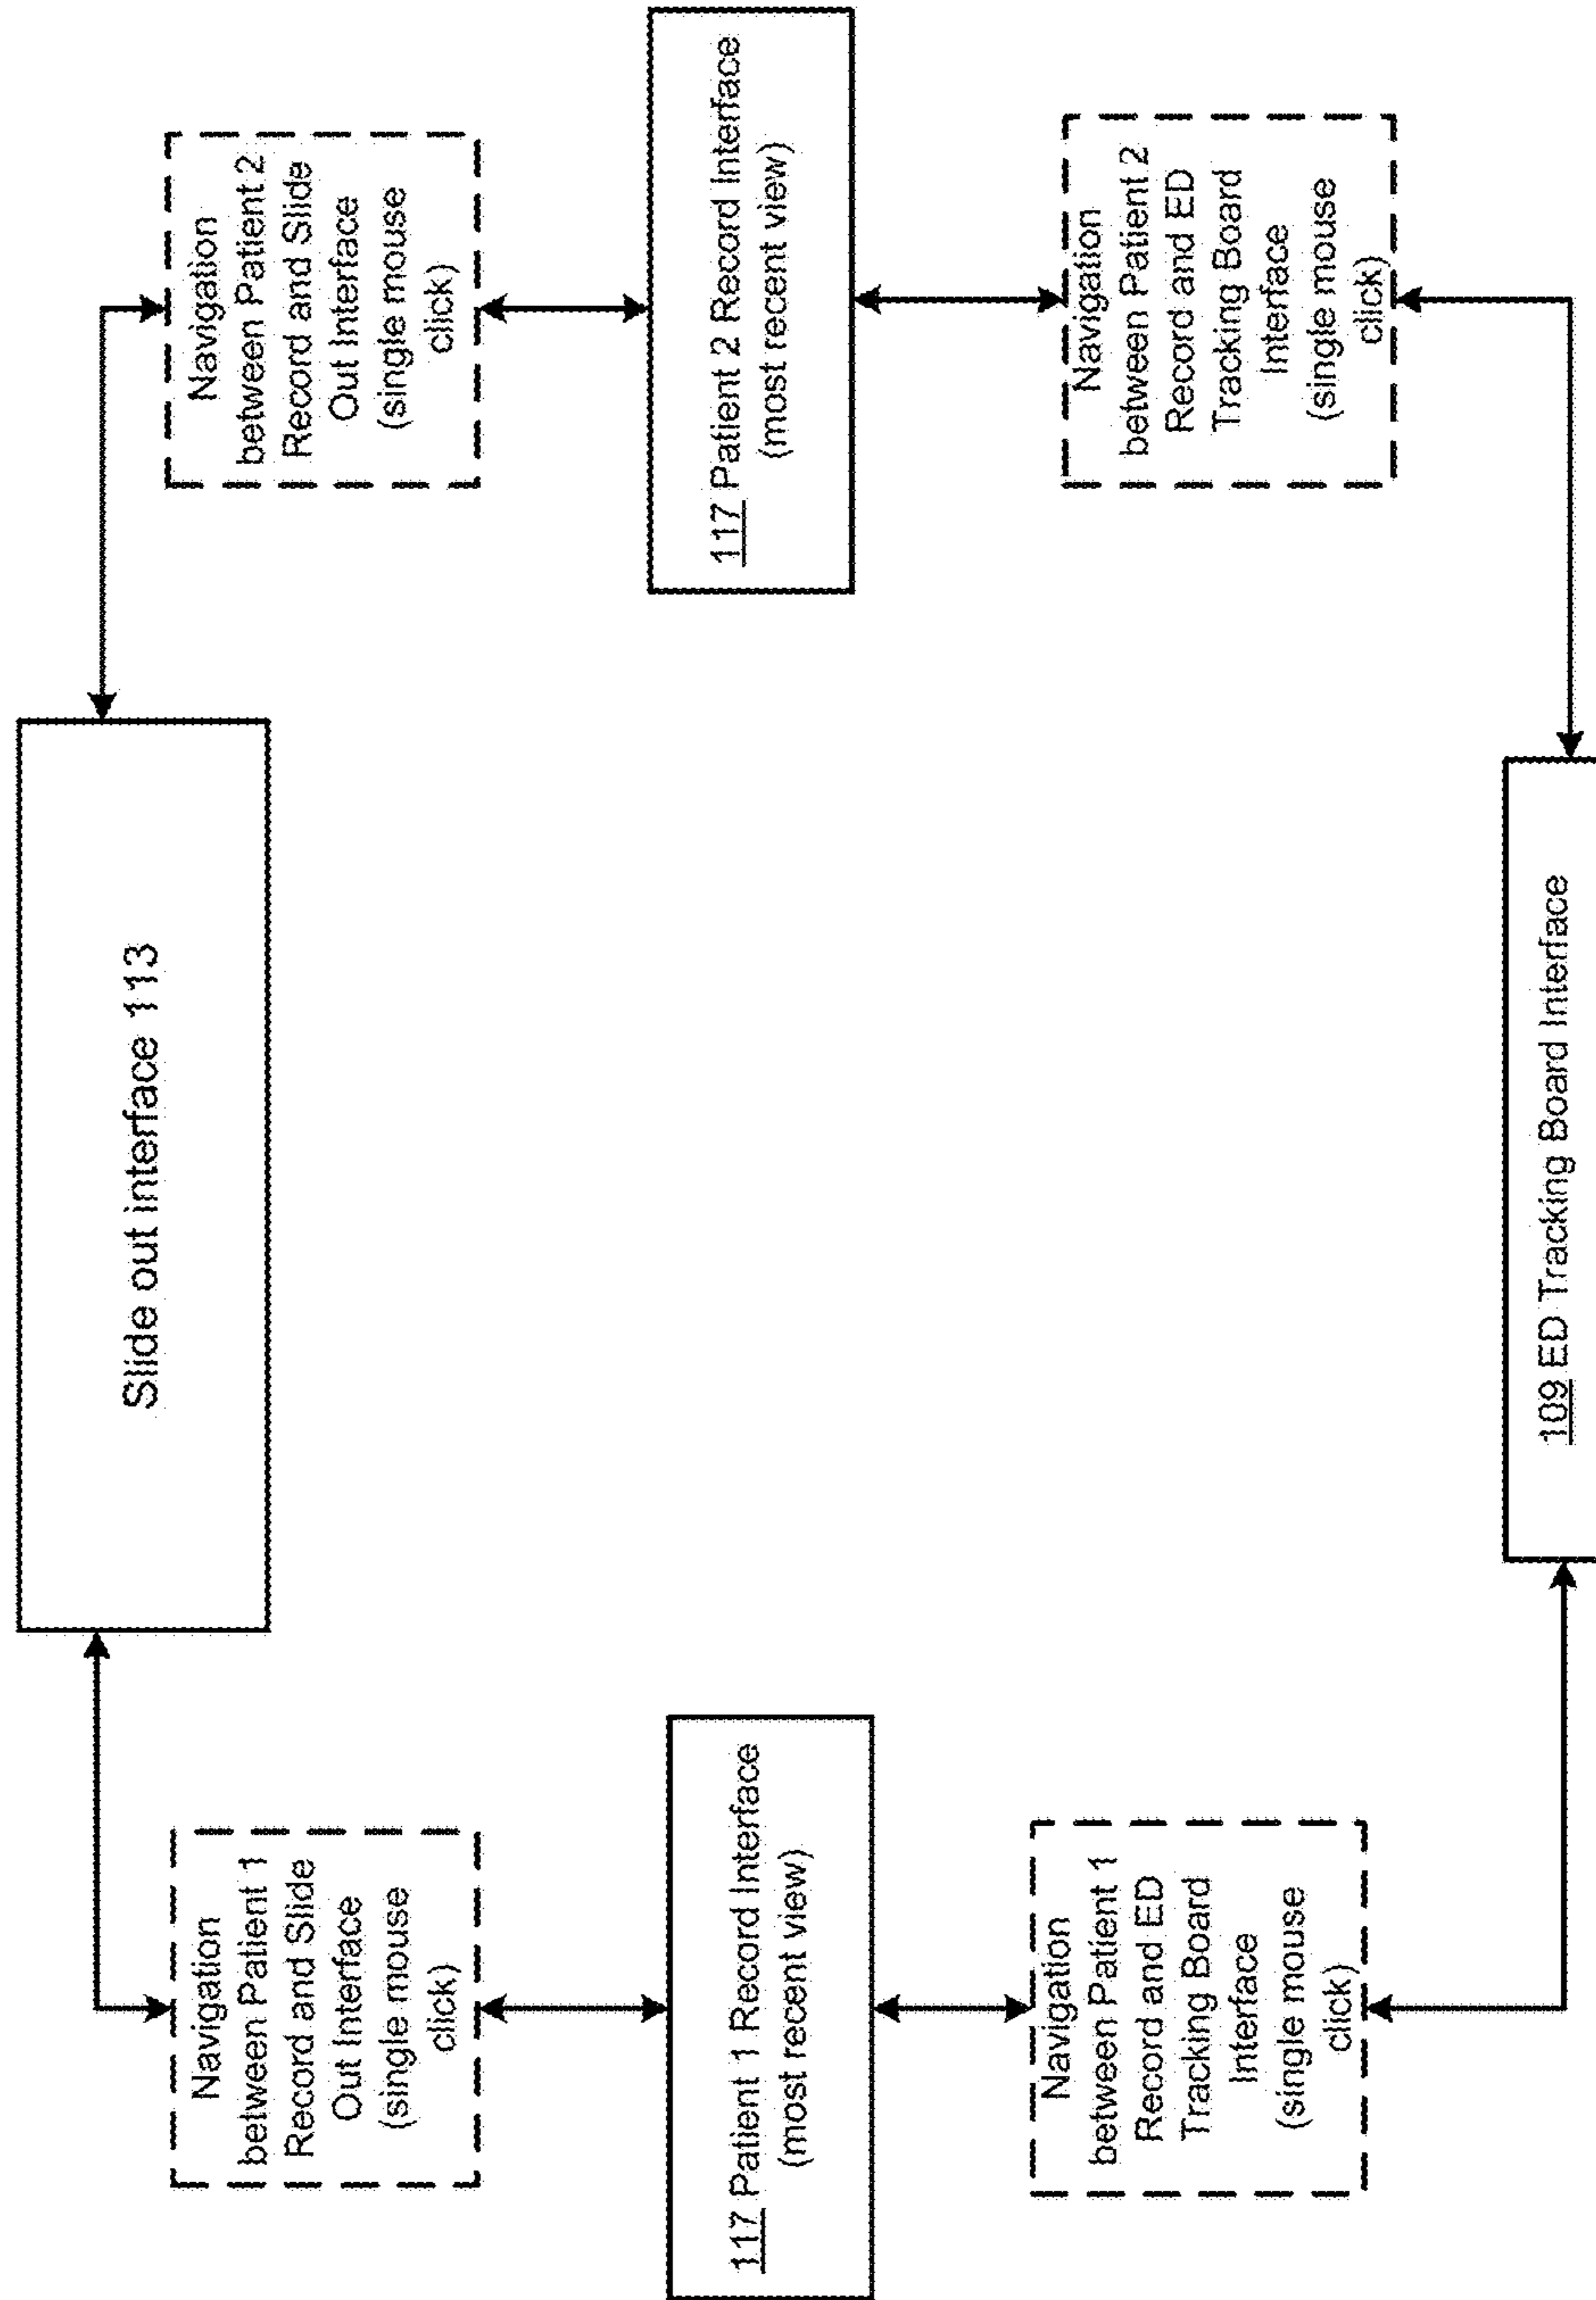 Slide out interface 113
Navigation
between Patient 1
Record and Slide
Out Interface
(single mouse
click)
Navigation
between Patient 2
Record and Slide
Out Interface
(single mouse
click)
117 Patient 1 Record Interface
(most recent view)
117 Patient 2 Record Interface
(most recent view)
Navigation
between Patient 1
Record and ED
Tracking Board
Interface
(single mouse
click)
Navigation
between Patient 2
Record and ED
Tracking Board
Interface
(single mouse
click)
109 ED Tracking Board Interface